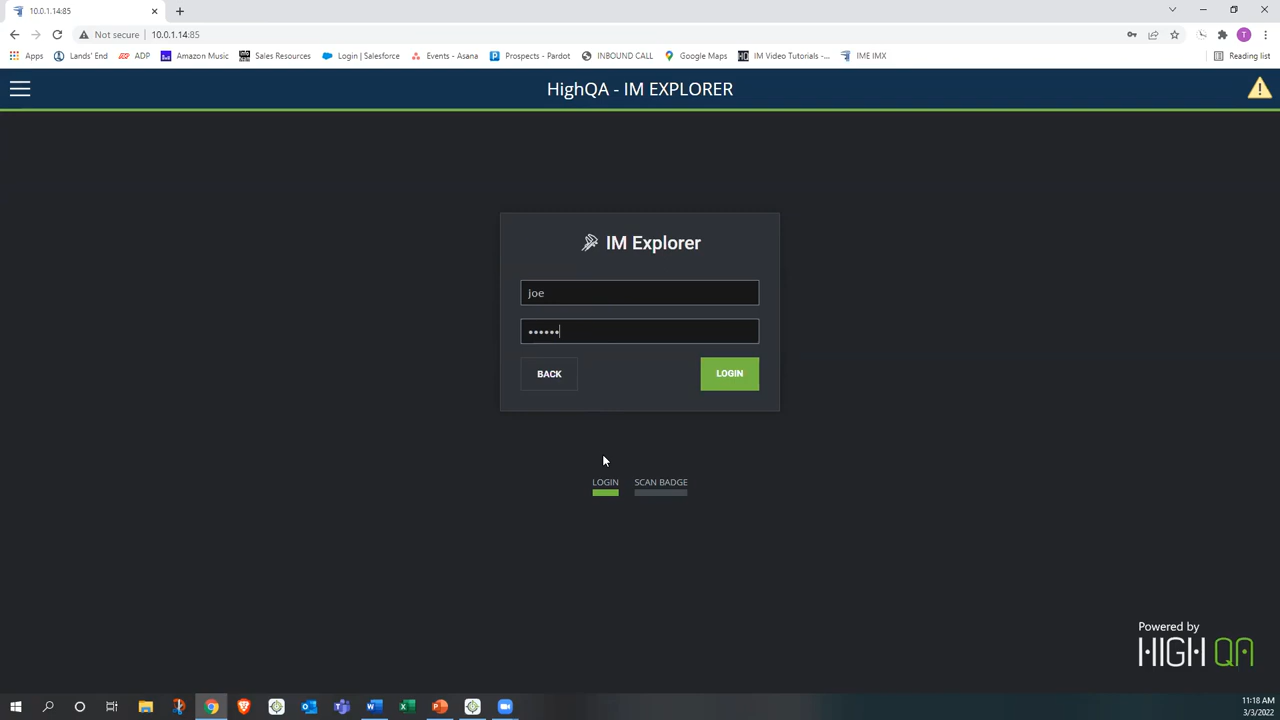 10.0.1.14:85
Not secure 10.0.1.14:85
Apps Lands' End ADP Amazon Music Sales Resources Login | Salesforce Events - Asana Prospects - Pardot INBOUND CALL Google Maps IM Video Tutorials -... IME IMX Reading list
HighQA - IM EXPLORER
IM Explorer
joe
••••••
BACK LOGIN
LOGIN SCAN BADGE
Powered by
HIGH QA
11:18 AM
3/3/2022